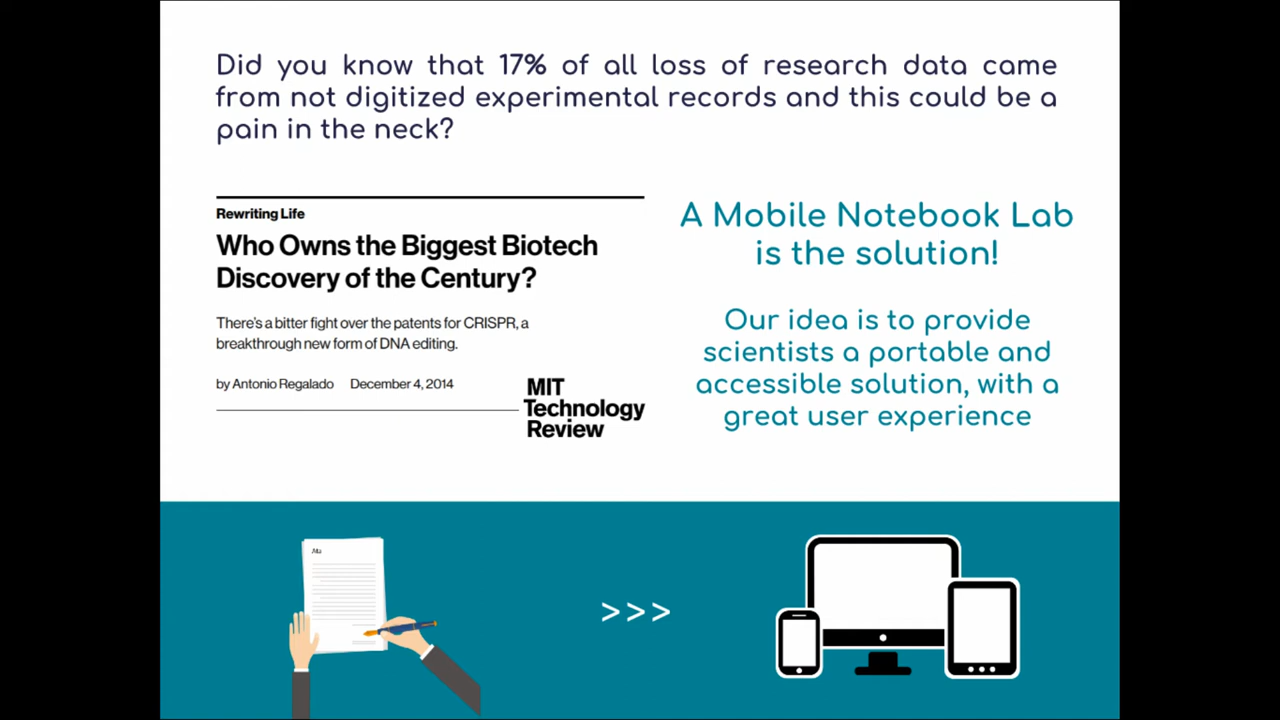 Did you know that 17% of all loss of research data came
from not digitized experimental records and this could be a
pain in the neck?
Rewriting Life
Who Owns the Biggest Biotech
Discovery of the Century?
There's a bitter fight over the patents for CRISPR, a
breakthrough new form of DNA editing.
by Antonio Regalado December 4, 2014
MIT
Technology
Review
A Mobile Notebook Lab
is the solution!
Our idea is to provide
scientists a portable and
accessible solution, with a
great user experience
>>>